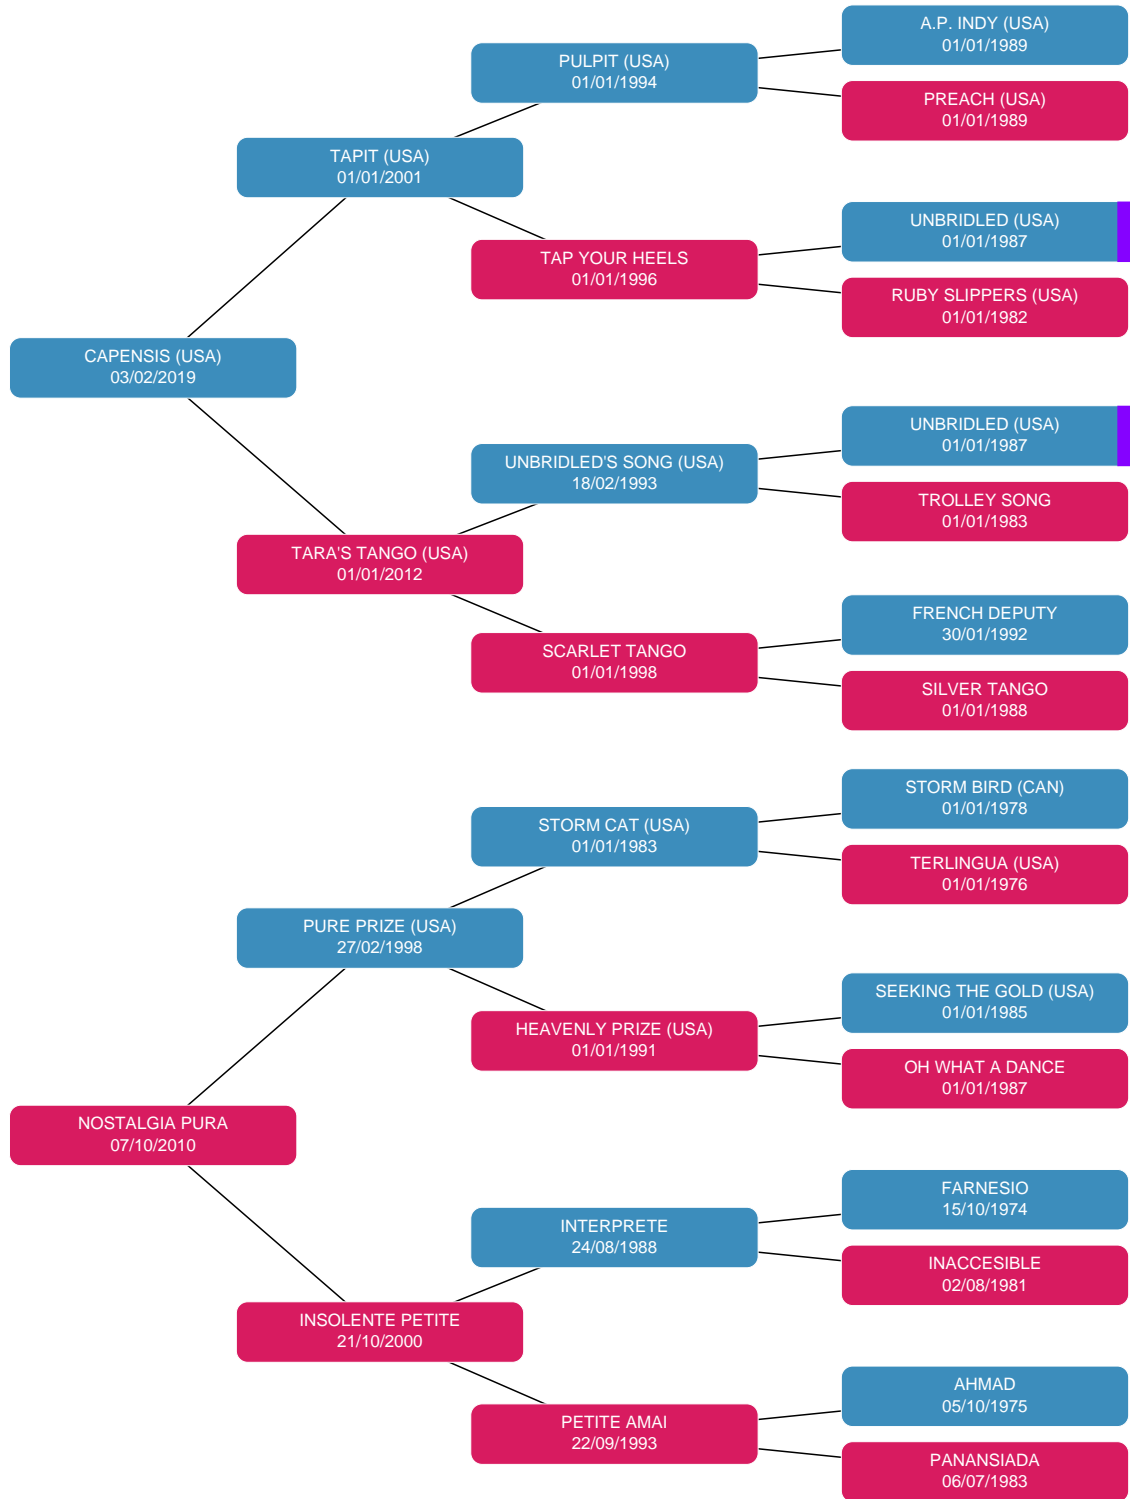 A.P. INDY (USA)
01/01/1989
PULPIT (USA)
01/01/1994
PREACH (USA)
01/01/1989
TAPIT (USA)
01/01/2001
UNBRIDLED (USA)
01/01/1987
TAP YOUR HEELS
01/01/1996
RUBY SLIPPERS (USA)
01/01/1982
CAPENSIS (USA)
03/02/2019
UNBRIDLED (USA)
01/01/1987
UNBRIDLED'S SONG (USA)
18/02/1993
TROLLEY SONG
01/01/1983
TARA'S TANGO (USA)
01/01/2012
FRENCH DEPUTY
30/01/1992
SCARLET TANGO
01/01/1998
SILVER TANGO
01/01/1988
STORM BIRD (CAN)
01/01/1978
STORM CAT (USA)
01/01/1983
TERLINGUA (USA)
01/01/1976
PURE PRIZE (USA)
27/02/1998
SEEKING THE GOLD (USA)
01/01/1985
HEAVENLY PRIZE (USA)
01/01/1991
OH WHAT A DANCE
01/01/1987
NOSTALGIA PURA
07/10/2010
FARNESIO
15/10/1974
INTERPRETE
24/08/1988
INACCESIBLE
02/08/1981
INSOLENTE PETITE
21/10/2000
AHMAD
05/10/1975
PETITE AMAI
22/09/1993
PANANSIADA
06/07/1983